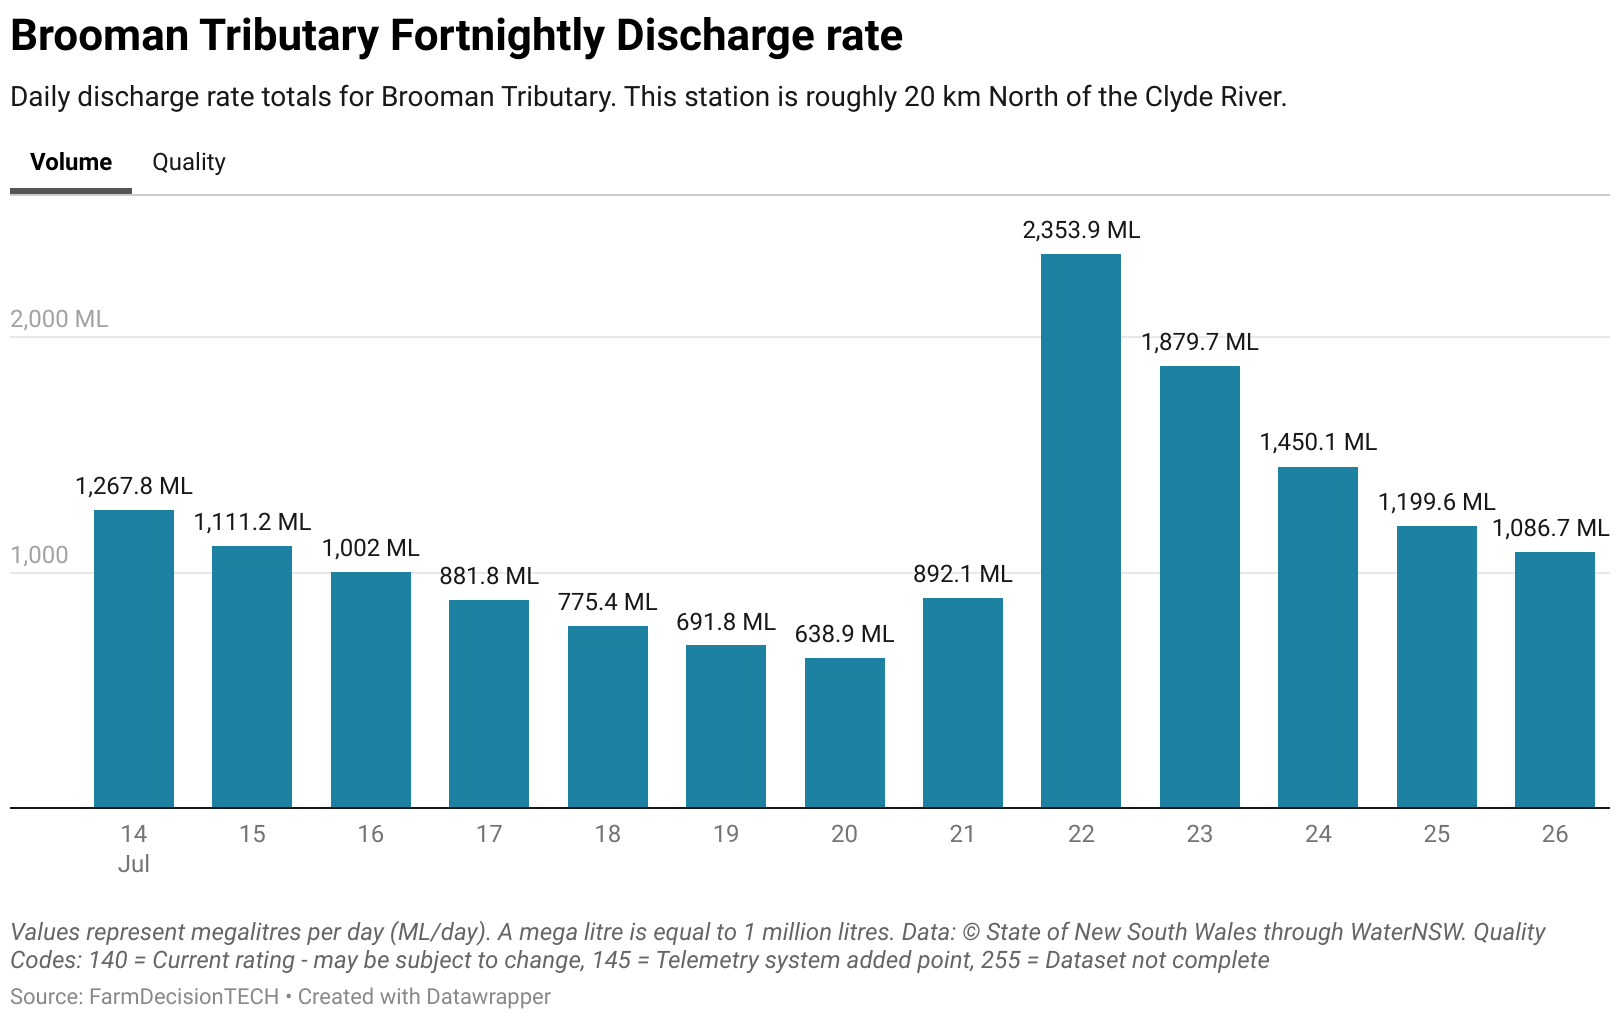 Brooman Tributary Fortnightly Discharge rate
Daily discharge rate totals for Brooman Tributary. This station is roughly 20 km North of the Clyde River.
Volume Quality
2,353.9 ML
2,000 ML
1,879.7 ML
1,450.1 ML
1,267.8 ML
1,199.6 ML
1,111.2 ML
1,086.7 ML
1,002 ML
1,000
892.1 ML
881.8 ML
775.4 ML
691.8 ML
638.9 ML
14 15 16 17 18 19 20 21 22 23 24 25 26
Jul
Values represent megalitres per day (ML/day). A mega litre is equal to 1 million litres. Data: © State of New South Wales through WaterNSW. Quality
Codes: 140 = Current rating - may be subject to change, 145 = Telemetry system added point, 255 = Dataset not complete
Source: FarmDecisionTECH • Created with Datawrapper